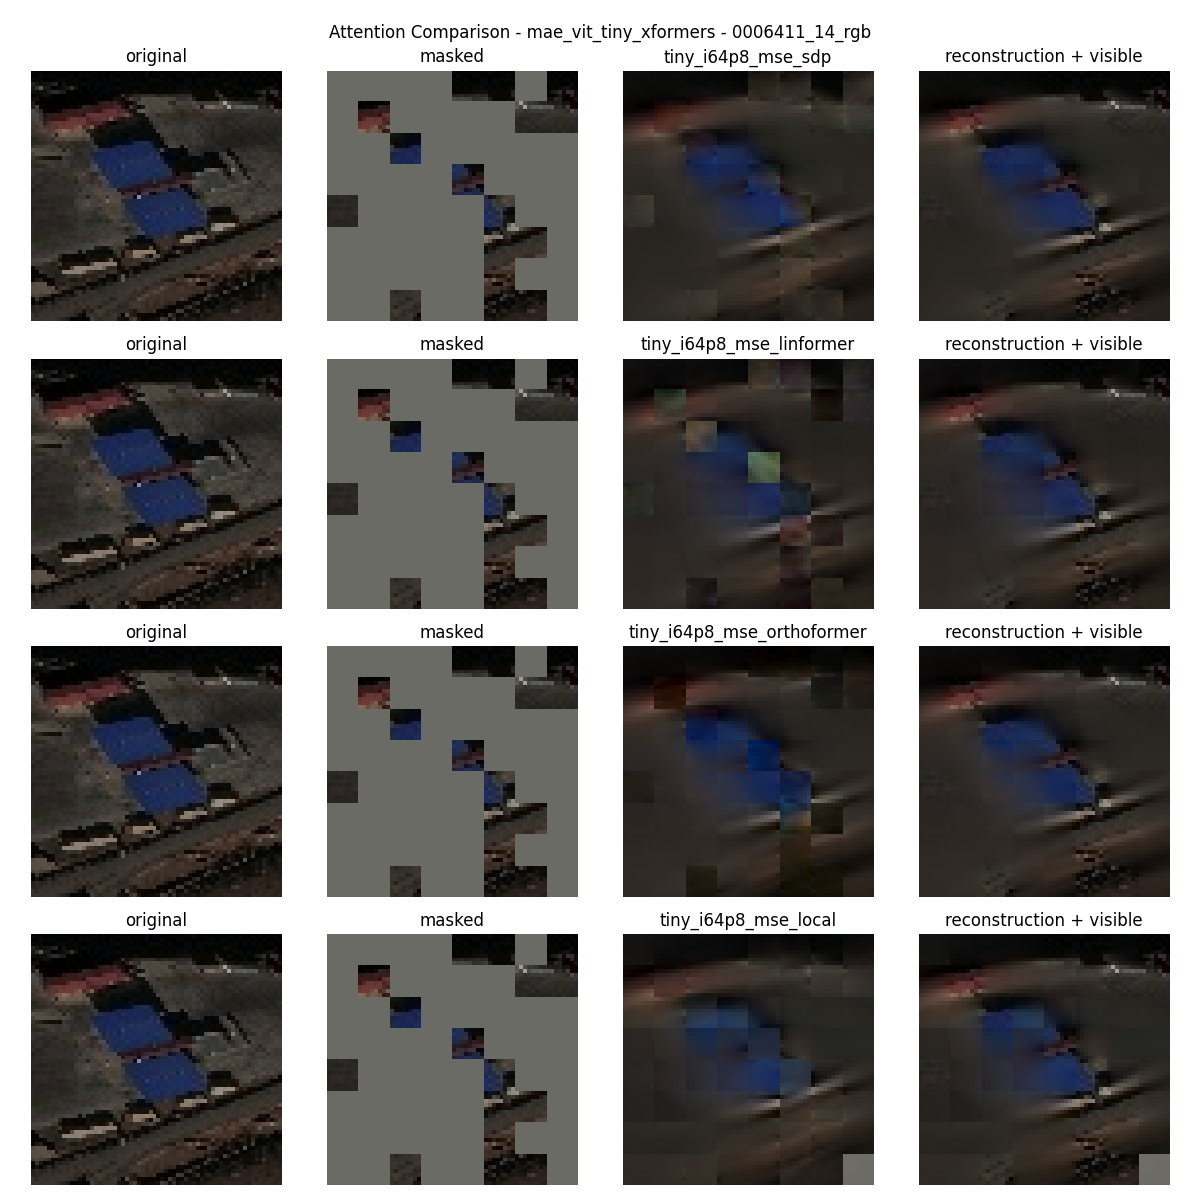 Attention Comparison - mae_vit_tiny_xformers - 0006411_14_rgb
original masked tiny_i64p8_mse_sdp reconstruction + visible
original masked tiny_i64p8_mse_linformer reconstruction + visible
original masked tiny_i64p8_mse_orthoformer reconstruction + visible
original masked tiny_i64p8_mse_local reconstruction + visible